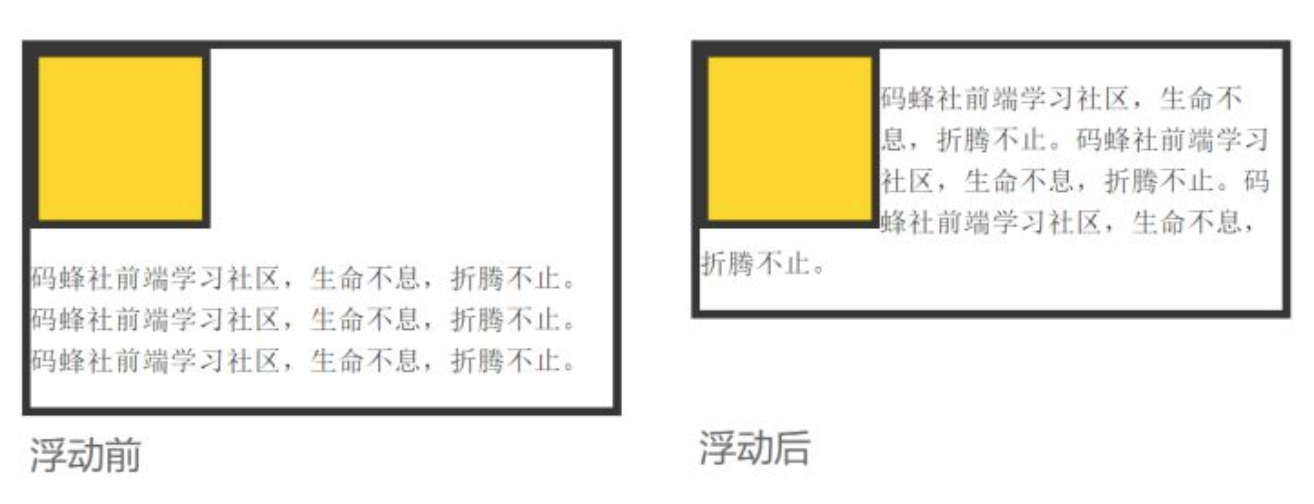 码蜂社前端学习社区，生命不息，折腾不止。
码蜂社前端学习社区，生命不息，折腾不止。
码蜂社前端学习社区，生命不息，折腾不止。
浮动前
码蜂社前端学习社区，生命不
息，折腾不止。码蜂社前端学习
社区，生命不息，折腾不止。码
蜂社前端学习社区，生命不息，
折腾不止。
浮动后